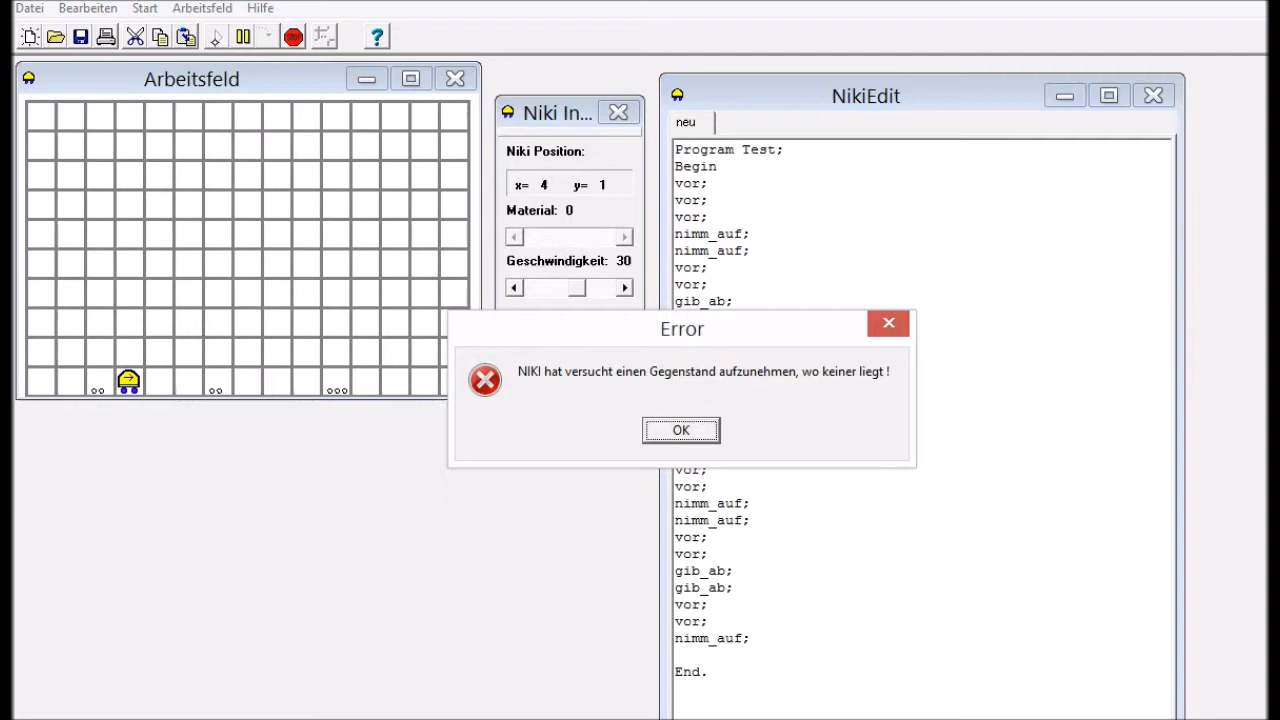 Datei Bearbeiten Start Arbeitsfeld Hilfe
Arbeitsfeld
Niki In...
Niki Position:
x= 4 y= 1
Material: 0
Geschwindigkeit: 30
NikiEdit
neu
Program Test;
Begin
vor;
vor;
vor;
nimm_auf;
nimm_auf;
vor;
vor;
gib_ab;
Error
NIKI hat versucht einen Gegenstand aufzunehmen, wo keiner liegt !
OK
vor;
vor;
nimm_auf;
nimm_auf;
vor;
vor;
gib_ab;
gib_ab;
vor;
vor;
nimm_auf;
End.